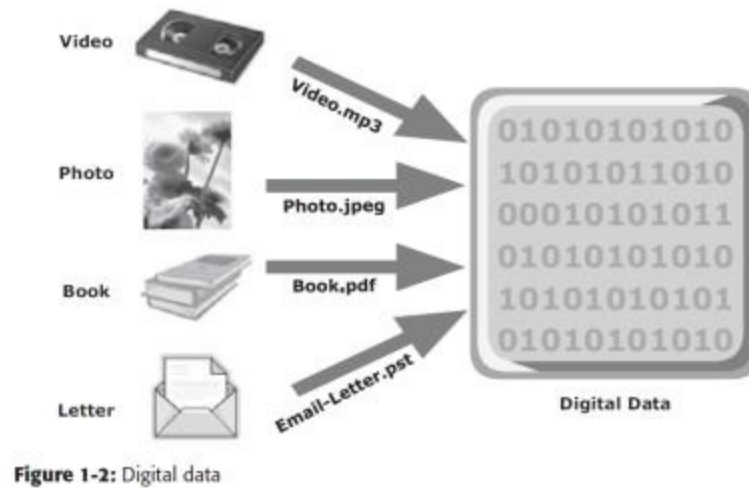 Video
Video.mp3
Photo
Photo.jpeg
Book
Book.pdf
Letter
Email-Letter.pst
01010101010
10101011010
00010101011
01010101010
10101010101
01010101010
Digital Data
Figure 1-2: Digital data